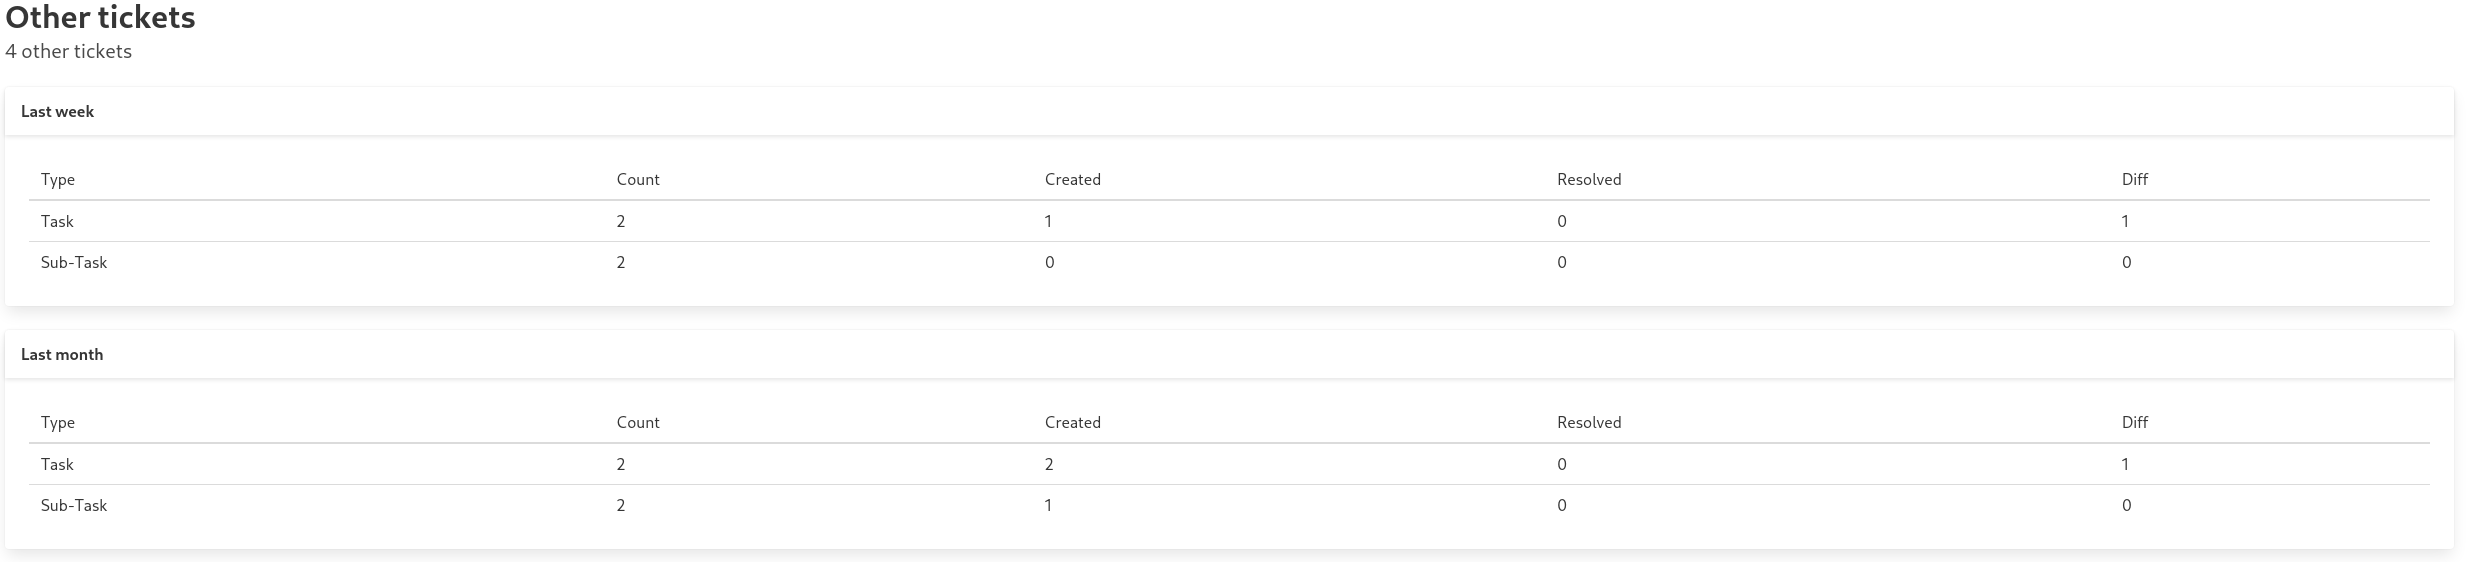 Other tickets
4 other tickets
Last week
Type Count Created Resolved Diff
Task 2 1 0 1
Sub-Task 2 0 0 0
Last month
Type Count Created Resolved Diff
Task 2 2 0 1
Sub-Task 2 1 0 0